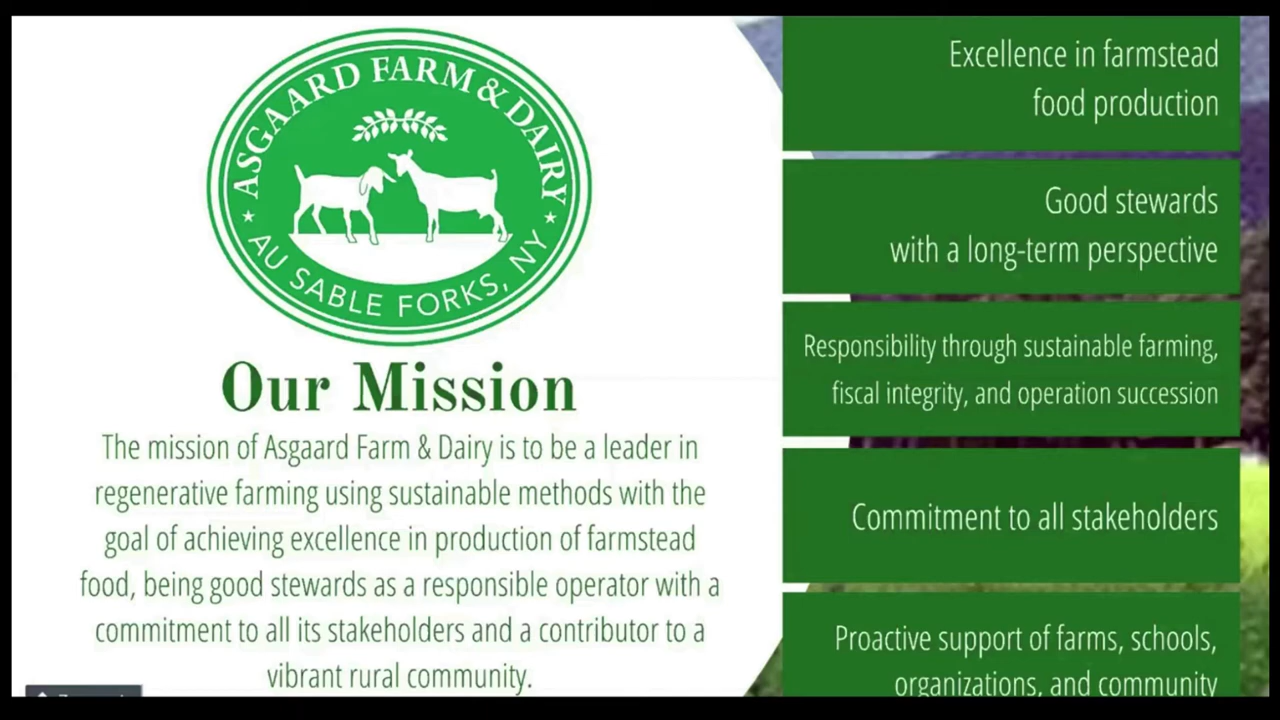 ASGAARD FARM & DAIRY
AU SABLE FORKS, NY
Our Mission
The mission of Asgaard Farm & Dairy is to be a leader in
regenerative farming using sustainable methods with the
goal of achieving excellence in production of farmstead
food, being good stewards as a responsible operator with a
commitment to all its stakeholders and a contributor to a
vibrant rural community.
Excellence in farmstead
food production
Good stewards
with a long-term perspective
Responsibility through sustainable farming,
fiscal integrity, and operation succession
Commitment to all stakeholders
Proactive support of farms, schools,
organizations, and community